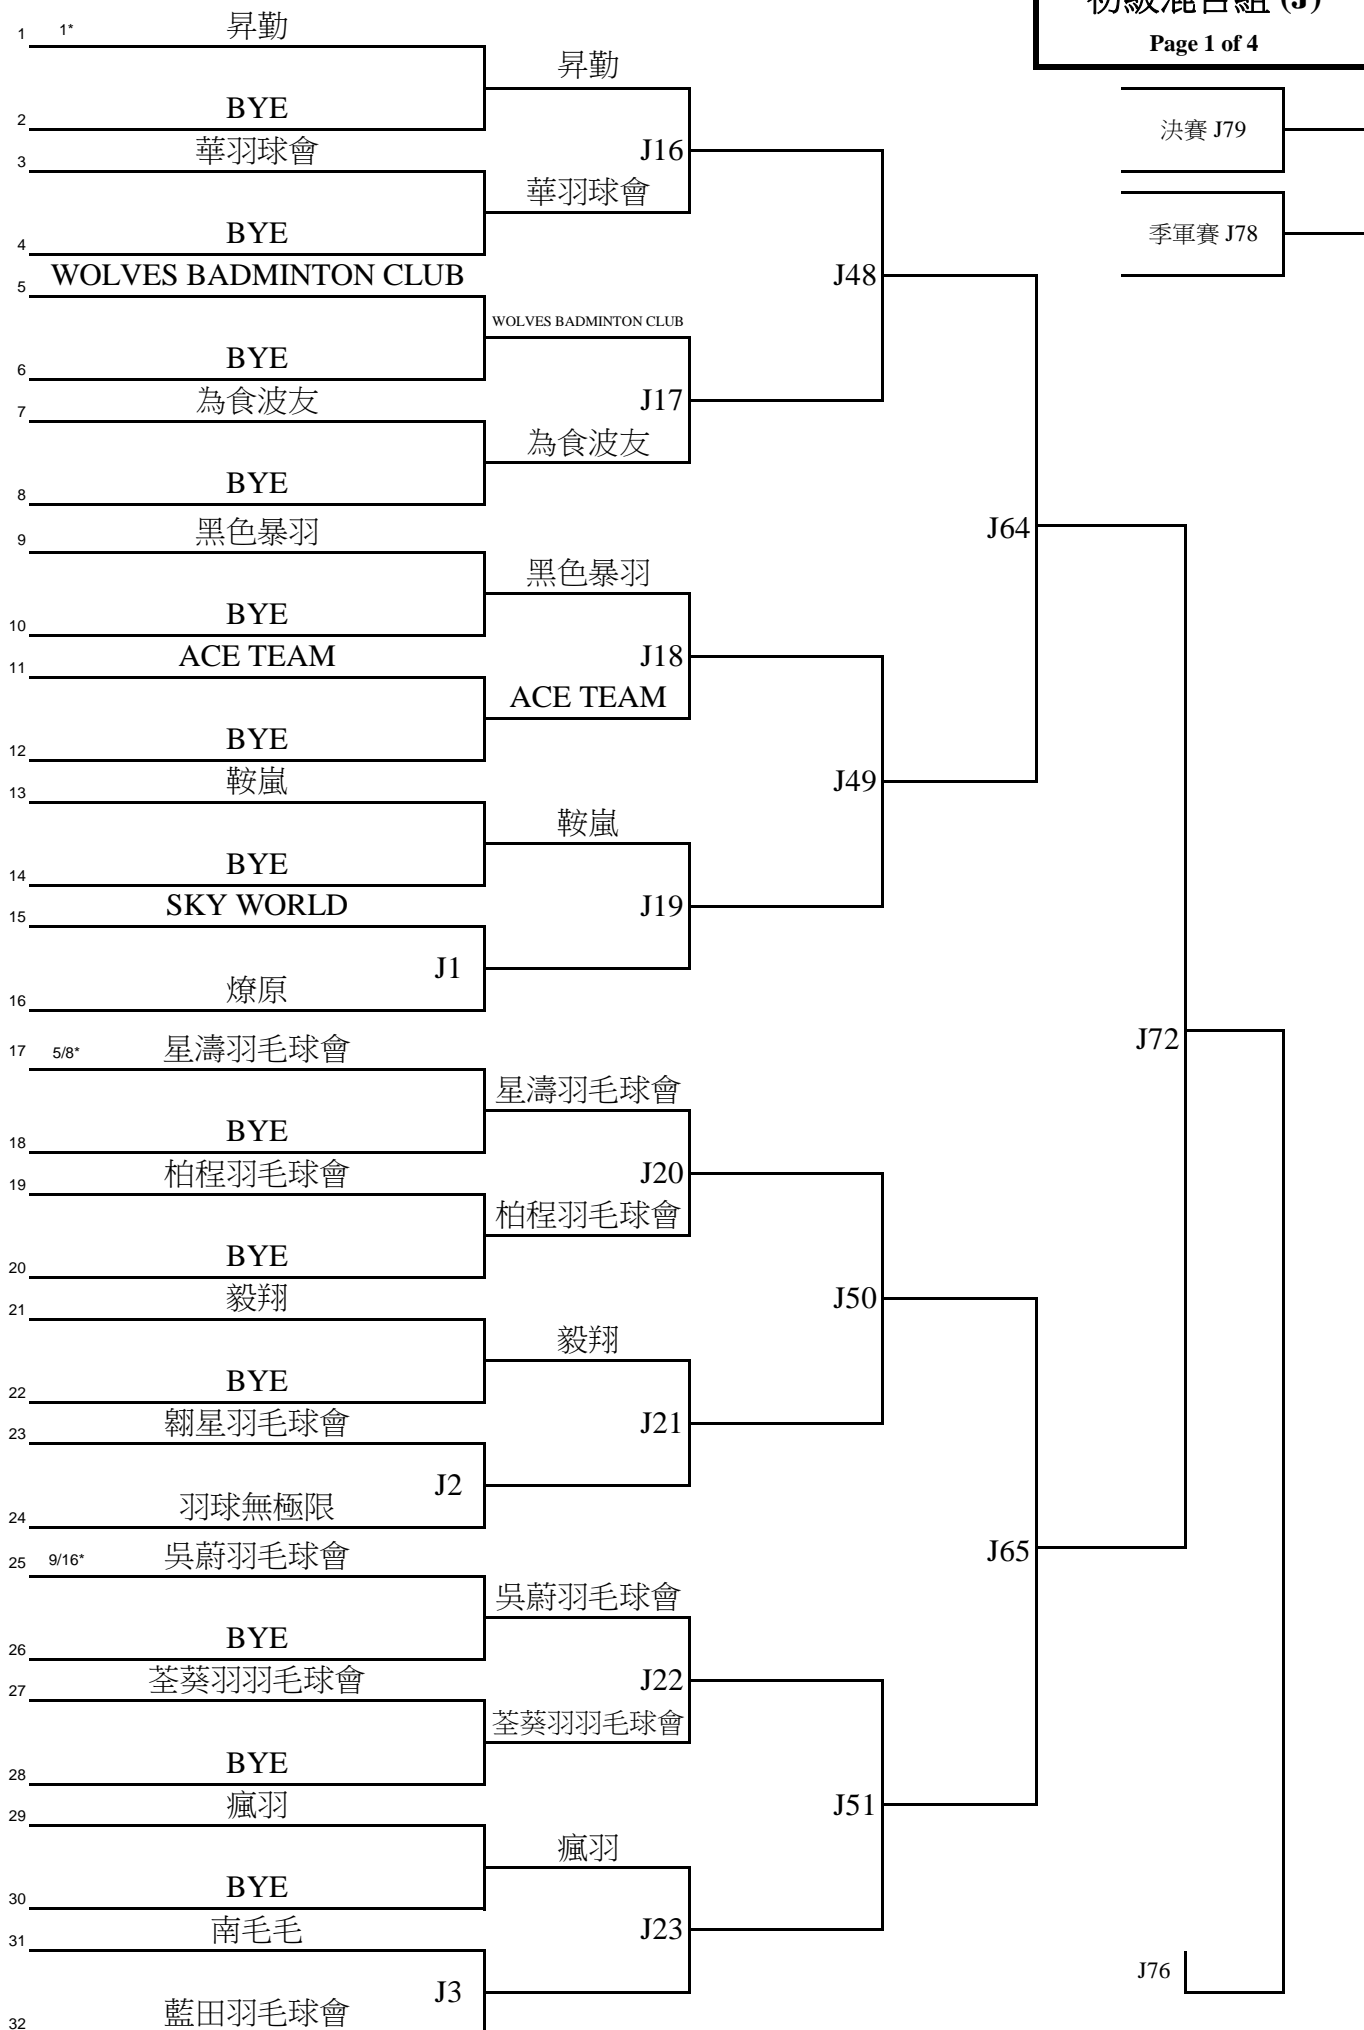 初級混合組 (J)
Page 1 of 4
1 1* 昇勤
昇勤
2 BYE
3 華羽球會
J16
華羽球會
4 BYE
5 WOLVES BADMINTON CLUB
WOLVES BADMINTON CLUB
6 BYE
7 為食波友
J17
為食波友
8 BYE
J48
9 黑色暴羽
黑色暴羽
10 BYE
11 ACE TEAM
J18
ACE TEAM
12 BYE
13 鞍嵐
鞍嵐
14 BYE
15 SKY WORLD
J19
J1
16 燎原
J49
J64
17 5/8* 星濤羽毛球會
星濤羽毛球會
18 BYE
19 柏程羽毛球會
J20
柏程羽毛球會
20 BYE
21 毅翔
毅翔
22 BYE
23 翱星羽毛球會
J21
J2
24 羽球無極限
J50
25 9/16* 吳蔚羽毛球會
吳蔚羽毛球會
26 BYE
27 荃葵羽羽毛球會
J22
荃葵羽羽毛球會
28 BYE
29 瘋羽
瘋羽
30 BYE
31 南毛毛
J23
J3
32 藍田羽毛球會
J51
J65
J72
J76
決賽 J79
季軍賽 J78